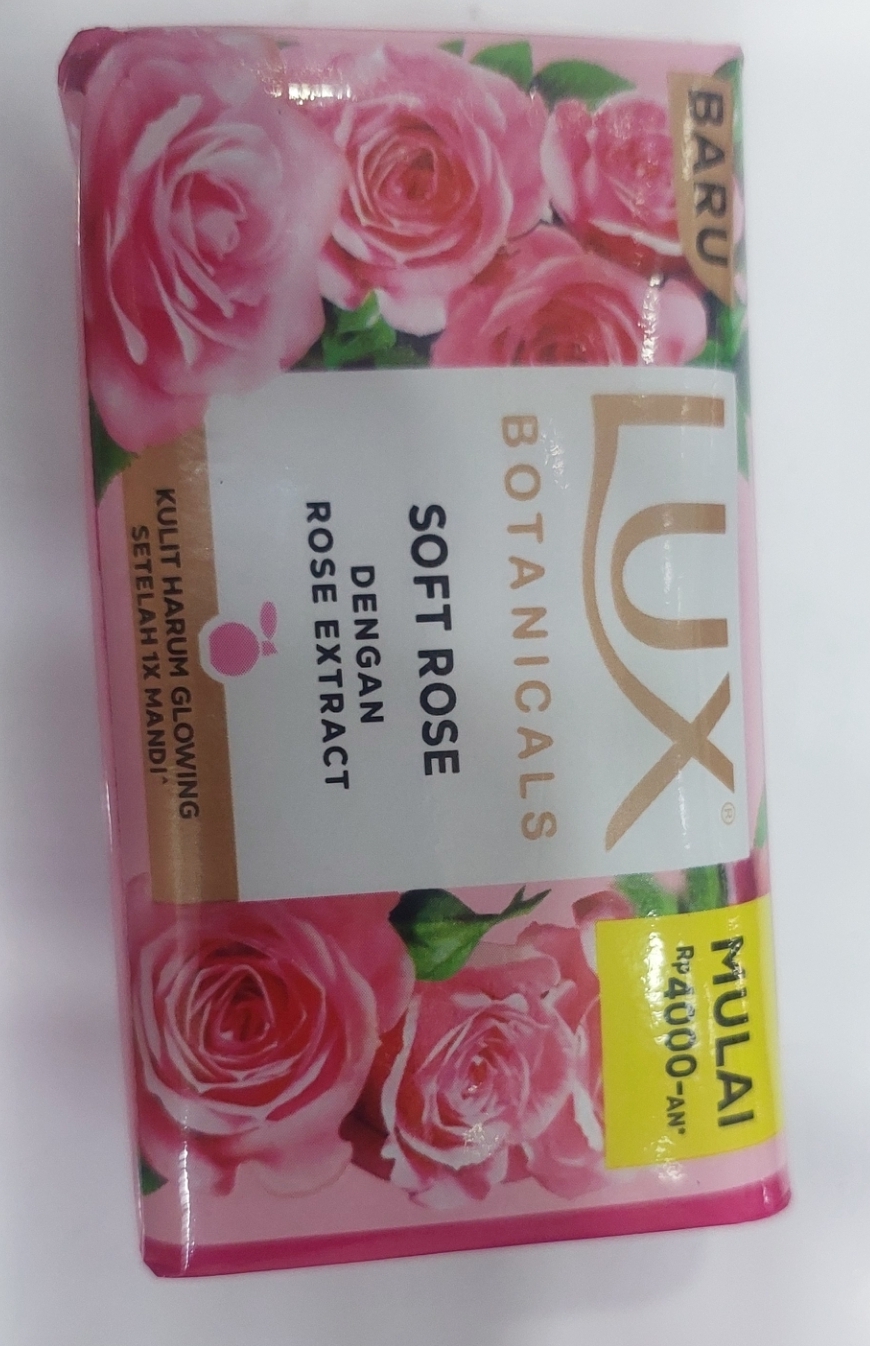 BARU
LUX®
BOTANICALS
SOFT ROSE
DENGAN
ROSE EXTRACT
KULIT HARUM GLOWING
SETELAH 1X MANDI^
MULAI
Rp4000-AN*